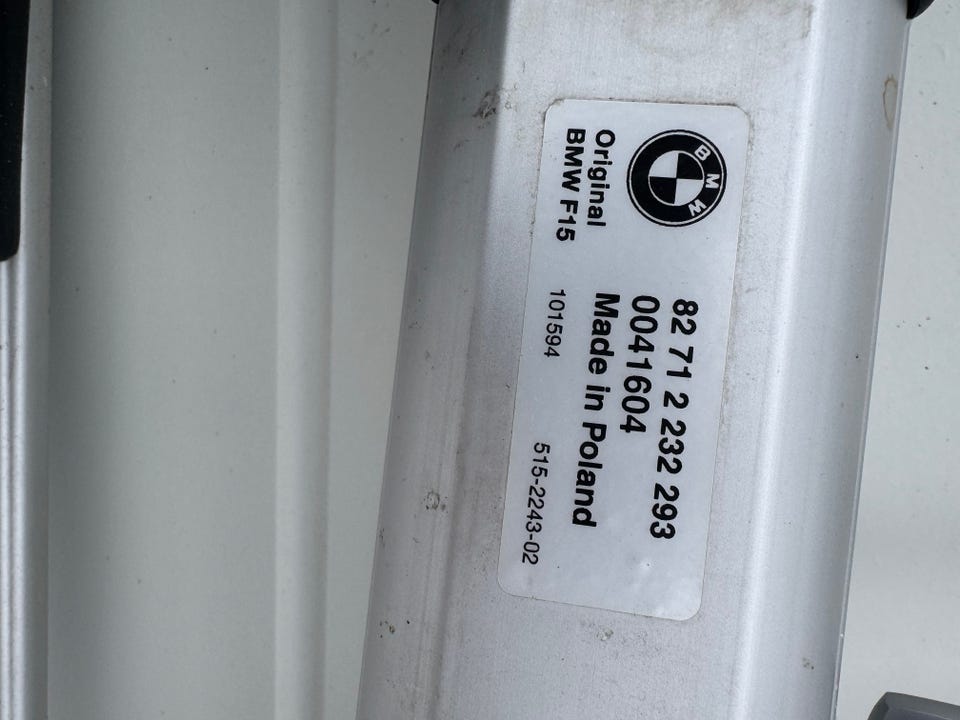 BMW
Original
BMW F15
82 71 2 232 293
0041604
Made in Poland
101594
515-2243-02